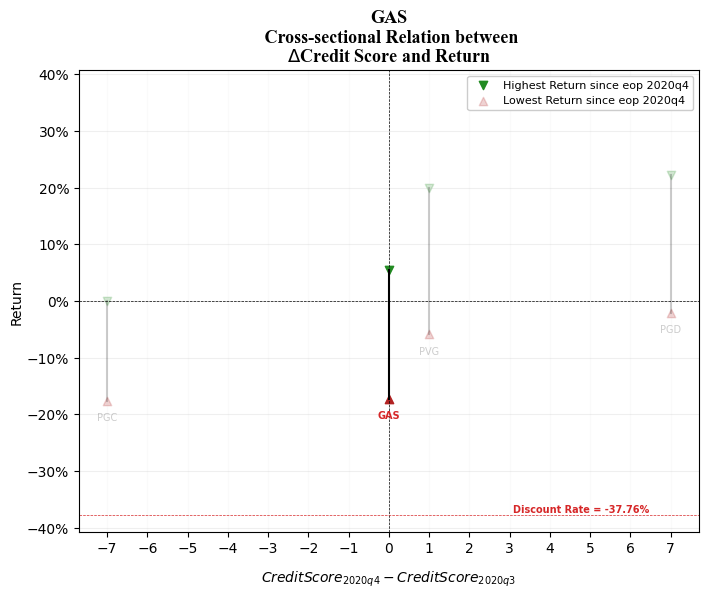 GAS
Cross-sectional Relation between
ΔCredit Score and Return
Highest Return since eop 2020q4
Lowest Return since eop 2020q4
40%
30%
20%
10%
0%
−10%
−20%
−30%
−40%
Return
PGC
GAS
PVG
PGD
Discount Rate = -37.76%
−7 −6 −5 −4 −3 −2 −1 0 1 2 3 4 5 6 7
CreditScore2020q4 − CreditScore2020q3